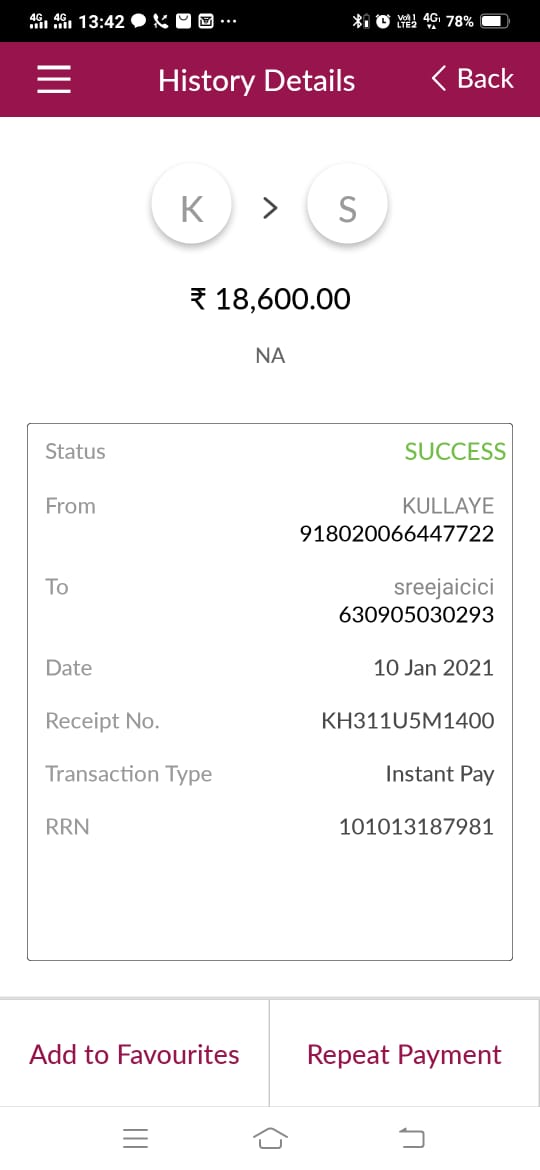 4G 4G 13:42 ... Vo) LTE2 4G 78%
History Details
Back
K > S
₹ 18,600.00
NA
Status SUCCESS
From KULLAYE
918020066447722
To sreejaicici
630905030293
Date 10 Jan 2021
Receipt No. KH311U5M1400
Transaction Type Instant Pay
RRN 101013187981
Add to Favourites Repeat Payment